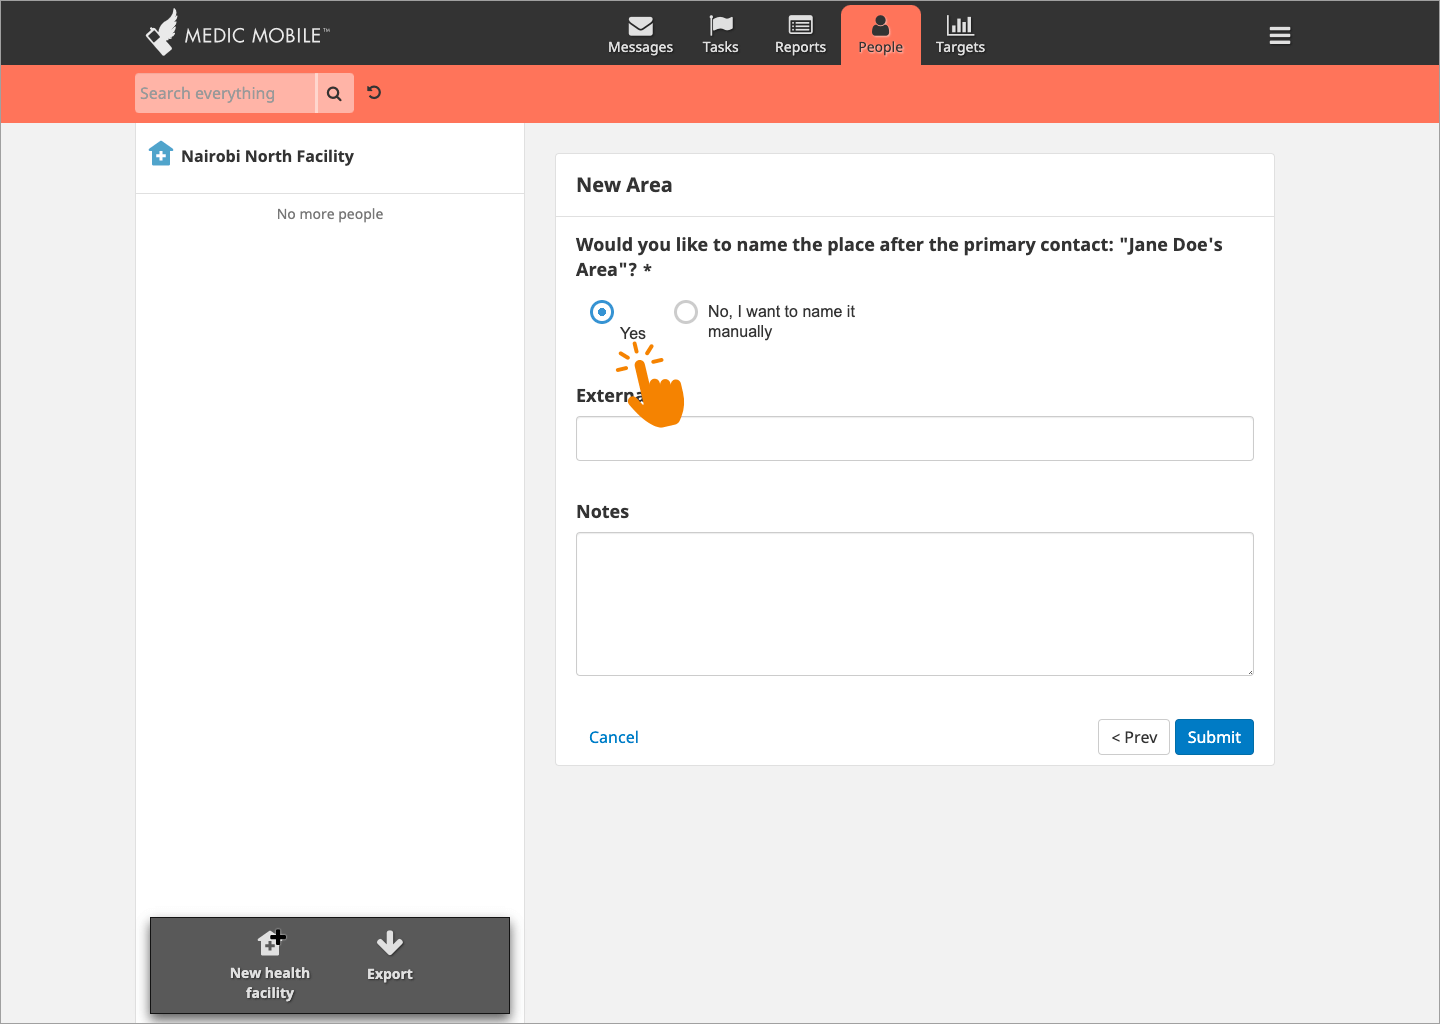 MEDIC MOBILE™
Messages
Tasks
Reports
People
Targets
Search everything
Nairobi North Facility
No more people
New Area
Would you like to name the place after the primary contact: "Jane Doe's
Area"? *
Yes
No, I want to name it
manually
Notes
Cancel
< Prev
Submit
New health
facility
Export